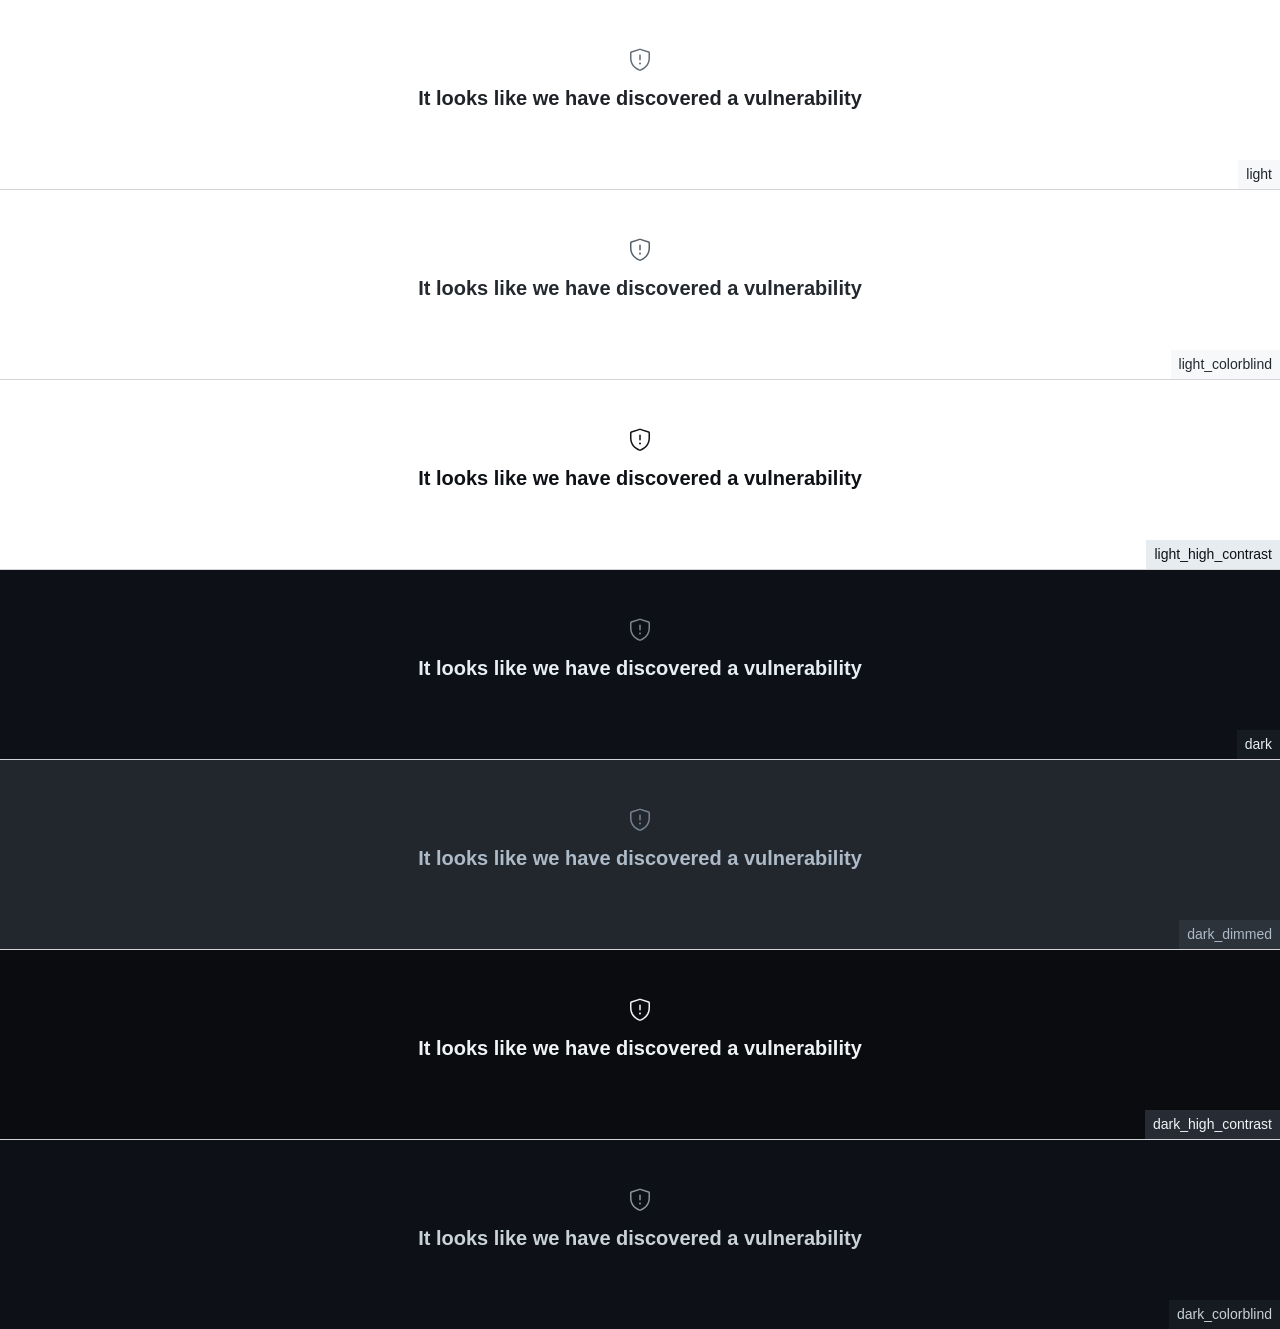 It looks like we have discovered a vulnerability
light
It looks like we have discovered a vulnerability
light_colorblind
It looks like we have discovered a vulnerability
light_high_contrast
It looks like we have discovered a vulnerability
dark
It looks like we have discovered a vulnerability
dark_dimmed
It looks like we have discovered a vulnerability
dark_high_contrast
It looks like we have discovered a vulnerability
dark_colorblind